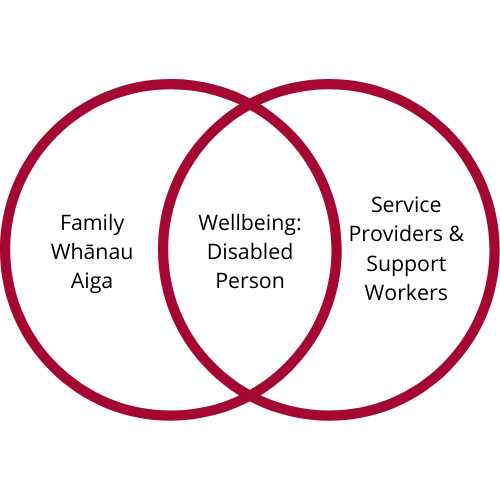 Family
Whānau
Aiga
Wellbeing:
Disabled
Person
Service
Providers &
Support
Workers